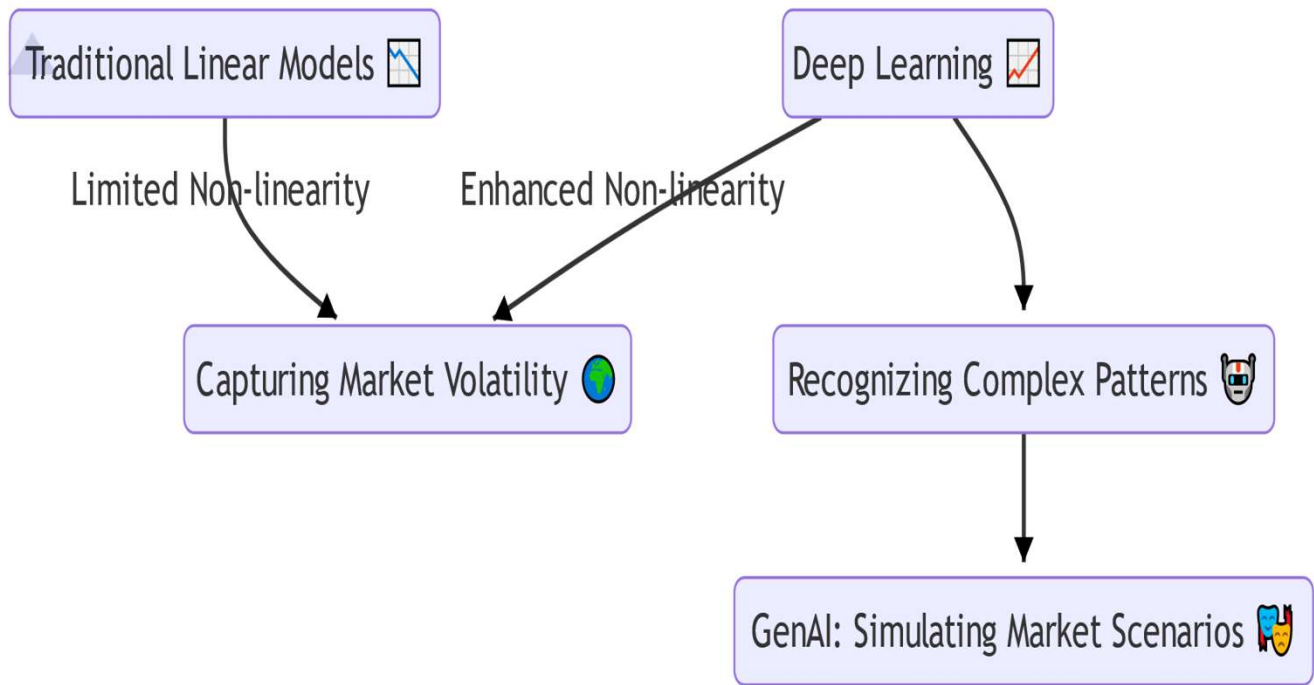 Traditional Linear Models 📉
Deep Learning 📈
Limited Non-linearity
Enhanced Non-linearity
Capturing Market Volatility 🌍
Recognizing Complex Patterns 🤖
GenAI: Simulating Market Scenarios 🎭